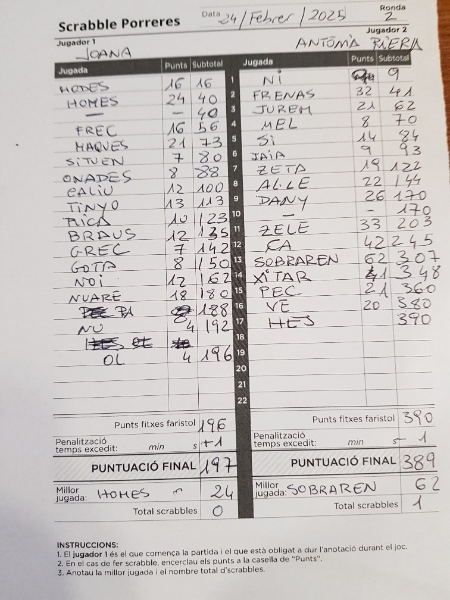 Scrabble Porreres Data 24/Febrer/2025 Ronda 2
Jugador 1 JOANA Jugador 2 ANTÒNIA RIERA
Jugada Punts Subtotal Jugada Punts Subtotal
MODES 16 16 1 NI 9
HOMES 24 40 2 FRENAS 32 41
— 40 3 JUREM 21 62
FREC 16 56 4 MEL 8 70
MAQUES 21 73 5 SI 14 84
SITUEN 7 80 6 JAIA 9 93
ONADES 8 88 7 ZETA 19 122
CALIU 12 100 8 AL·LE 22 144
TINYO 13 113 9 DANY 26 170
RICA 10 123 10 — 170
BRAUS 12 135 11 ZELE 33 203
GREC 7 142 12 CA 42 245
GOTA 8 150 13 SOBRAREN 62 307
NOI 12 162 14 XITAR 41 348
NUARE 18 180 15 PEC 21 360
PA 188 16 VE 20 380
NU 4 192 17 HES 390
18
OL 4 196 19
20
21
22
Punts fitxes faristol 196 Punts fitxes faristol 390
Penalització
temps excedit: min s +1 Penalització
temps excedit: min s - 1
PUNTUACIÓ FINAL 197 PUNTUACIÓ FINAL 389
Millor
jugada: HOMES 24 Millor
jugada: SOBRAREN 62
Total scrabbles 0 Total scrabbles 1
INSTRUCCIONS:
1. El jugador 1 és el que comença la partida i el que està obligat a dur l'anotació durant el joc.
2. En el cas de fer scrabble, encercleu els punts a la casella de "Punts".
3. Anotau la millor jugada i el nombre total d'scrabbles.